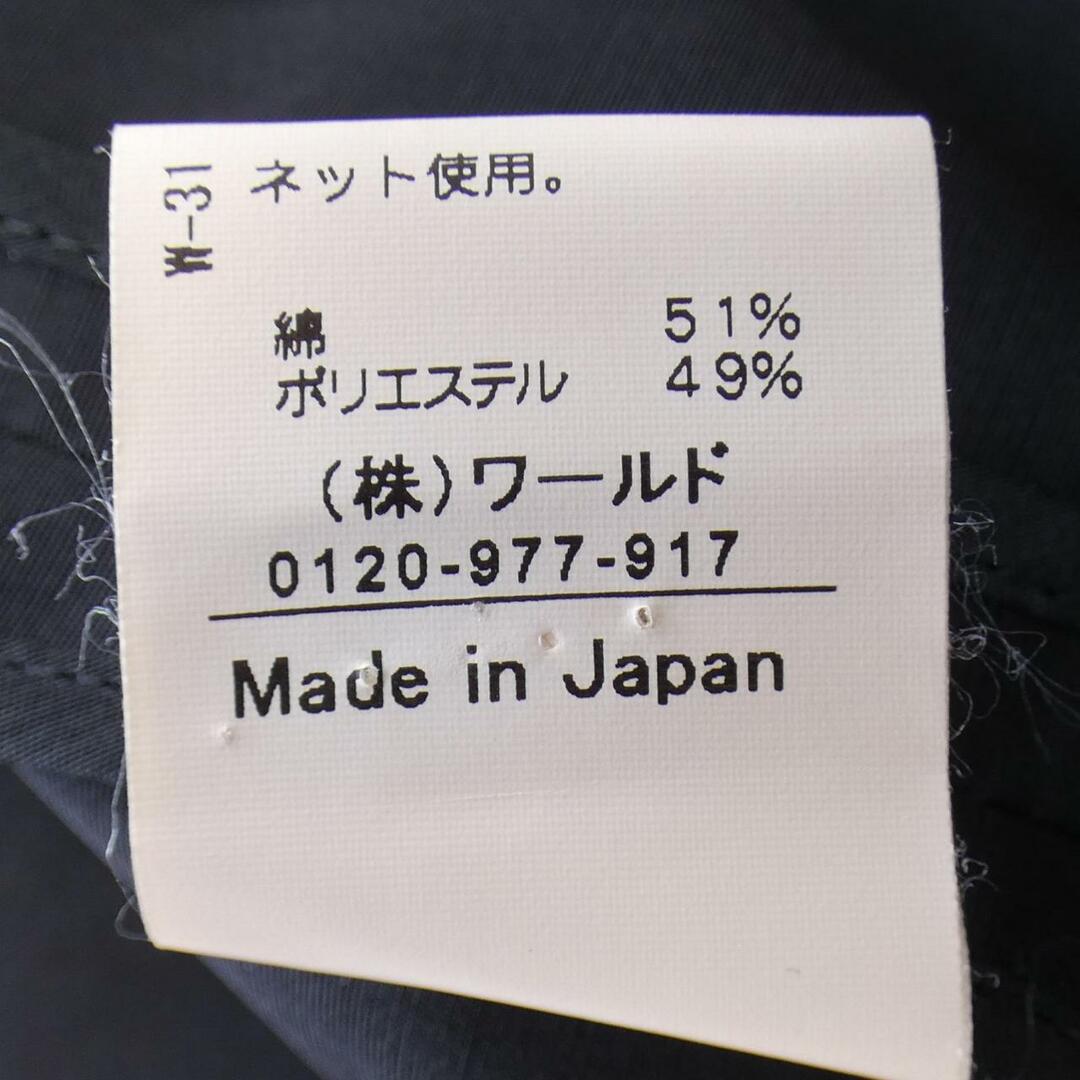 W-31
ネット使用。
綿 51%
ポリエステル 49%
(株)ワールド
0120-977-917
Made in Japan